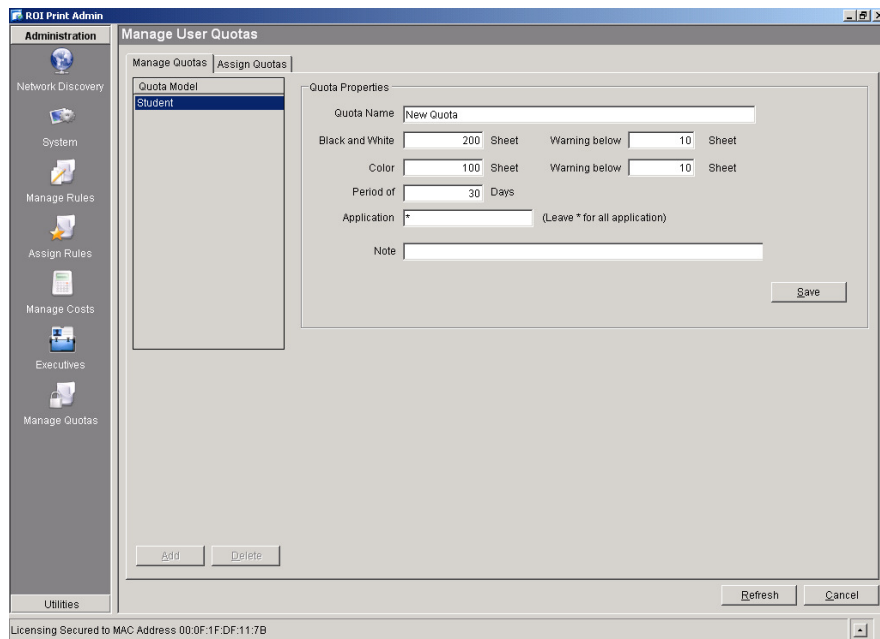 ROI Print Admin
Administration
Manage User Quotas
Network Discovery
System
Manage Rules
Assign Rules
Manage Costs
Executives
Manage Quotas
Utilities
Manage Quotas
Assign Quotas
Quota Model
Student
Quota Properties
Quota Name New Quota
Black and White 200 Sheet Warning below 10 Sheet
Color 100 Sheet Warning below 10 Sheet
Period of 30 Days
Application * (Leave * for all application)
Note
Save
Add Delete
Refresh Cancel
Licensing Secured to MAC Address 00:0F:1F:DF:11:7B